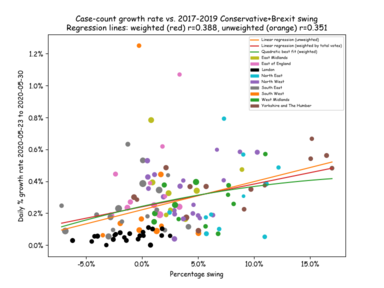 Case-count growth rate vs. 2017-2019 Conservative+Brexit swing
Regression lines: weighted (red) r=0.388, unweighted (orange) r=0.351
Linear regression (unweighted)
Linear regression (weighted by total votes)
Quadratic best fit (weighted)
East Midlands
East of England
London
North East
North West
South East
South West
West Midlands
Yorkshire and The Humber
Daily % growth rate 2020-05-23 to 2020-05-30
1.2%
1.0%
0.8%
0.6%
0.4%
0.2%
0.0%
-5.0%
0.0%
5.0%
10.0%
15.0%
Percentage swing